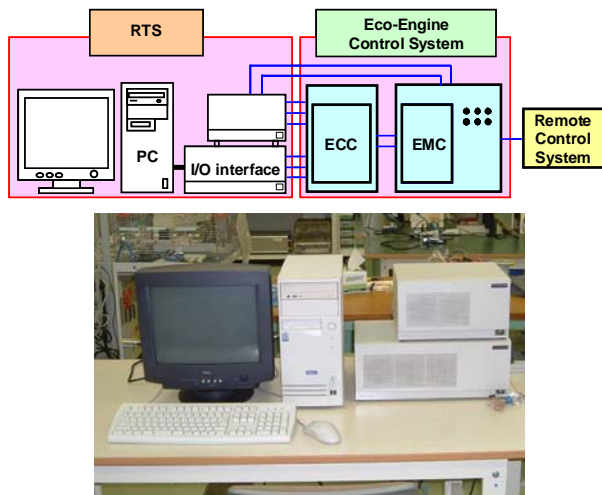 RTS
Eco-Engine
Control System
PC
I/O interface
ECC
EMC
Remote
Control
System